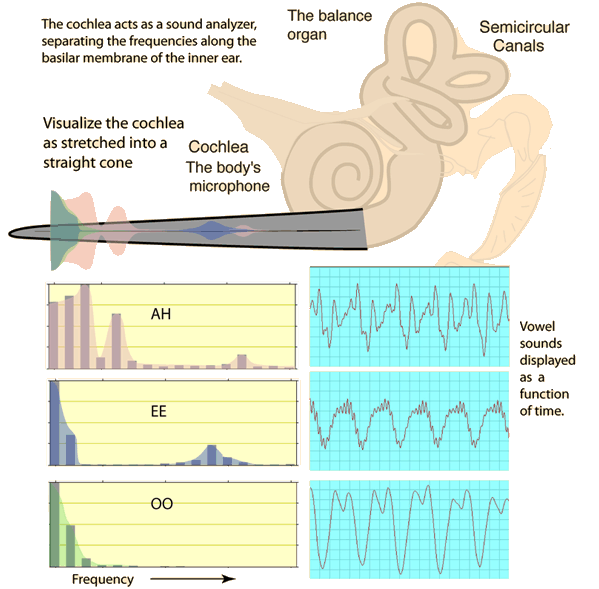 The cochlea acts as a sound analyzer,
separating the frequencies along the
basilar membrane of the inner ear.
The balance
organ
Semicircular
Canals
Visualize the cochlea
as stretched into a
straight cone
Cochlea
The body's
microphone
AH
EE
OO
Vowel
sounds
displayed
as a
function
of time.
Frequency